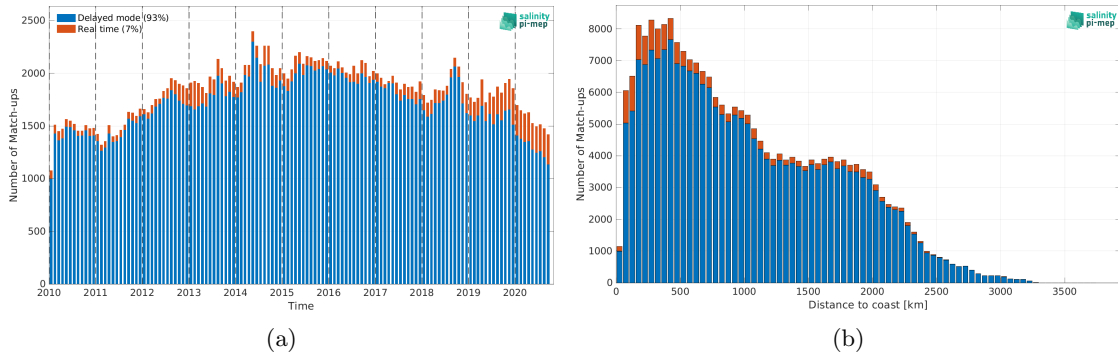 Delayed mode (93%)
Real time (7%)
salinity
pi-mep
Number of Match-ups
2500
2000
1500
1000
500
0
2010 2011 2012 2013 2014 2015 2016 2017 2018 2019 2020
Time
(a)
salinity
pi-mep
Number of Match-ups
8000
7000
6000
5000
4000
3000
2000
1000
0
0 500 1000 1500 2000 2500 3000 3500
Distance to coast [km]
(b)